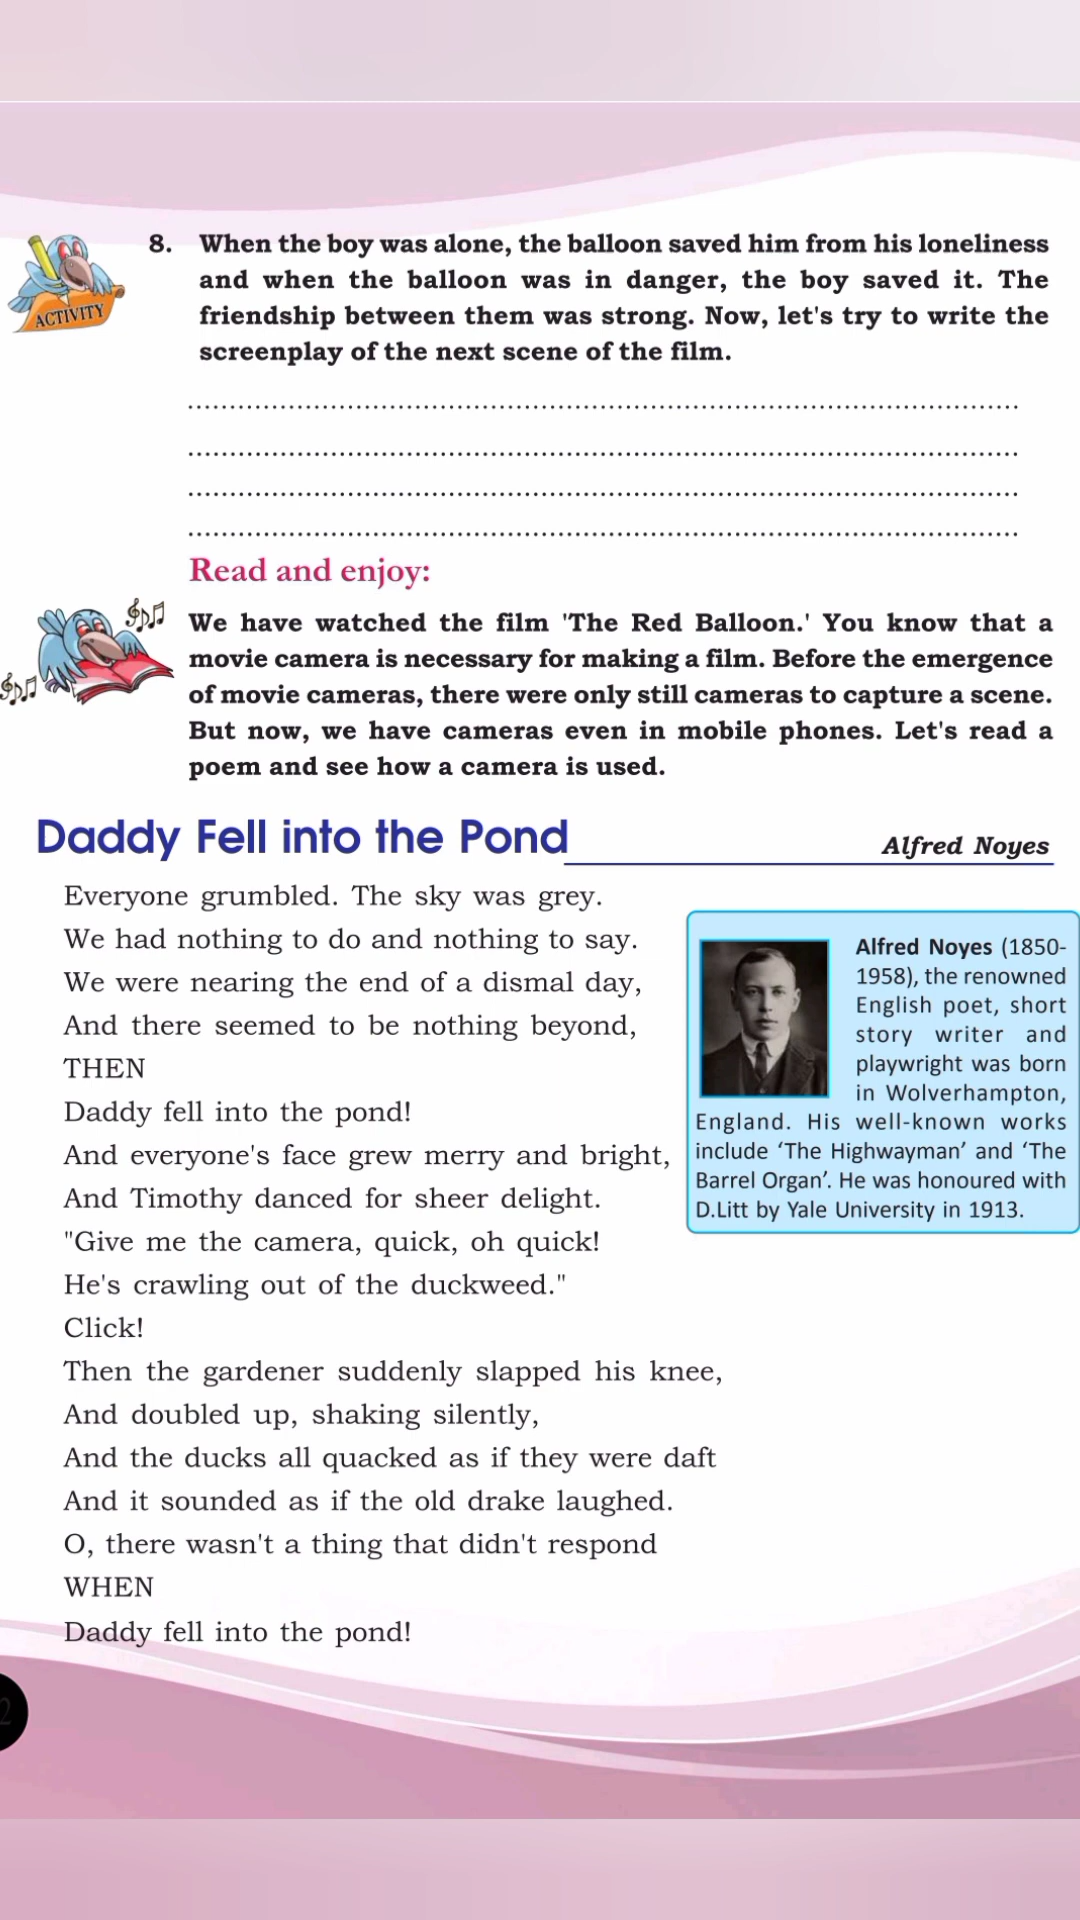 ACTIVITY
8. When the boy was alone, the balloon saved him from his loneliness
and when the balloon was in danger, the boy saved it. The
friendship between them was strong. Now, let's try to write the
screenplay of the next scene of the film.
Read and enjoy:
We have watched the film 'The Red Balloon.' You know that a
movie camera is necessary for making a film. Before the emergence
of movie cameras, there were only still cameras to capture a scene.
But now, we have cameras even in mobile phones. Let's read a
poem and see how a camera is used.
Daddy Fell into the Pond
Alfred Noyes
Everyone grumbled. The sky was grey.
We had nothing to do and nothing to say.
We were nearing the end of a dismal day,
And there seemed to be nothing beyond,
THEN
Daddy fell into the pond!
And everyone's face grew merry and bright,
And Timothy danced for sheer delight.
"Give me the camera, quick, oh quick!
He's crawling out of the duckweed."
Click!
Then the gardener suddenly slapped his knee,
And doubled up, shaking silently,
And the ducks all quacked as if they were daft
And it sounded as if the old drake laughed.
O, there wasn't a thing that didn't respond
WHEN
Daddy fell into the pond!
Alfred Noyes (1850-
1958), the renowned
English poet, short
story writer and
playwright was born
in Wolverhampton,
England. His well-known works
include ‘The Highwayman’ and ‘The
Barrel Organ’. He was honoured with
D.Litt by Yale University in 1913.
2